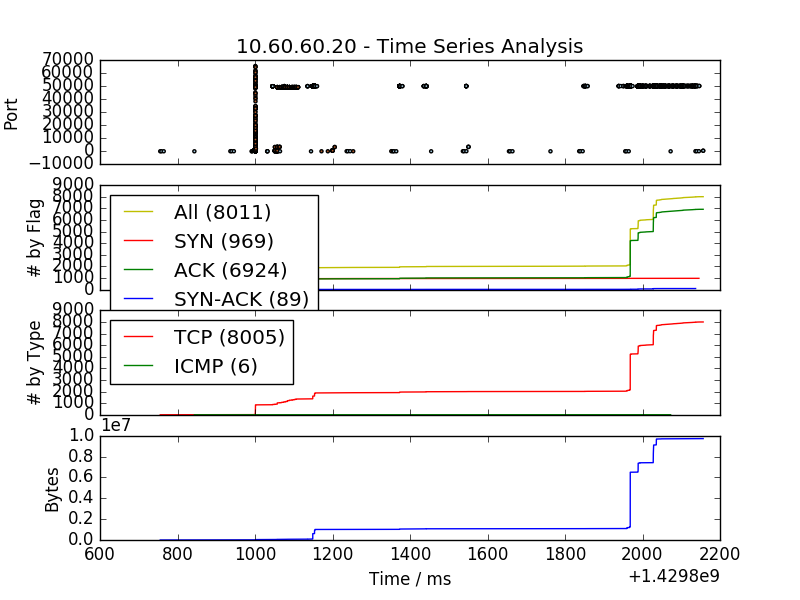 10.60.60.20 - Time Series Analysis
70000
60000
50000
40000
30000
20000
10000
0
−10000
Port
9000
8000
7000
6000
5000
4000
3000
2000
1000
0
# by Flag
All (8011)
SYN (969)
ACK (6924)
SYN-ACK (89)
9000
8000
7000
6000
5000
4000
3000
2000
1000
0
# by Type
TCP (8005)
ICMP (6)
1e7
1.0
0.8
0.6
0.4
0.2
0.0
Bytes
600 800 1000 1200 1400 1600 1800 2000 2200
Time / ms
+1.4298e9